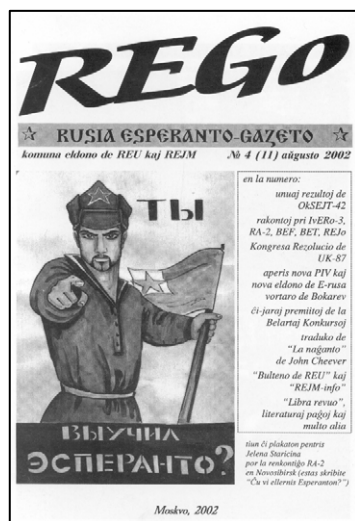 REGo
☆ RUSIA ESPERANTO-GAZETO ☆
komuna eldono de REU kaj REJM № 4 (11) aŭgusto 2002
ТЫ
ВЫУЧИЛ
ЭСПЕРАНТО?
en la numero:
unuaj rezultoj de
OkSEJT-42
rakontoj pri IvERo-3,
RA-2, BEF, BET, REJo
Kongresa Rezolucio de
UK-87
aperis nova PIV kaj
nova eldono de E-rusa
vortaro de Bokarev
ĉi-jaraj premiitoj de la
Belartaj Konkursoj
traduko de
"La naĝanto"
de John Cheever
"Bulteno de REU" kaj
"REJM-info"
"Libra revuo",
literaturaj paĝoj kaj
multo alia
tiun ĉi plakaton pentris
Jelena Staricina
por la renkontiĝo RA-2
en Novosibirsk (estas skribite
"Ĉu vi ellernis Esperanton?")
Moskvo, 2002